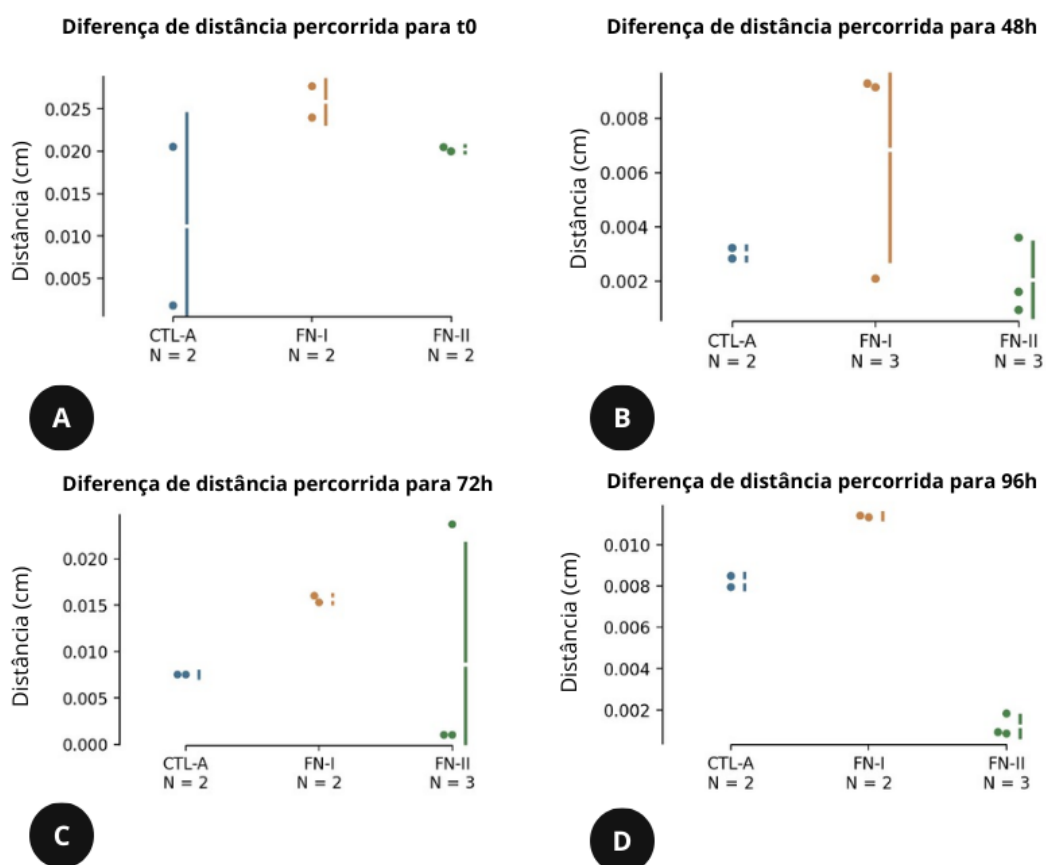 Diferença de distância percorrida para t0
Distância (cm)
0.025
0.020
0.015
0.010
0.005
CTL-A
N = 2
FN-I
N = 2
FN-II
N = 2
A
Diferença de distância percorrida para 48h
Distância (cm)
0.008
0.006
0.004
0.002
CTL-A
N = 2
FN-I
N = 3
FN-II
N = 3
B
Diferença de distância percorrida para 72h
Distância (cm)
0.020
0.015
0.010
0.005
0.000
CTL-A
N = 2
FN-I
N = 2
FN-II
N = 3
C
Diferença de distância percorrida para 96h
Distância (cm)
0.010
0.008
0.006
0.004
0.002
CTL-A
N = 2
FN-I
N = 2
FN-II
N = 3
D